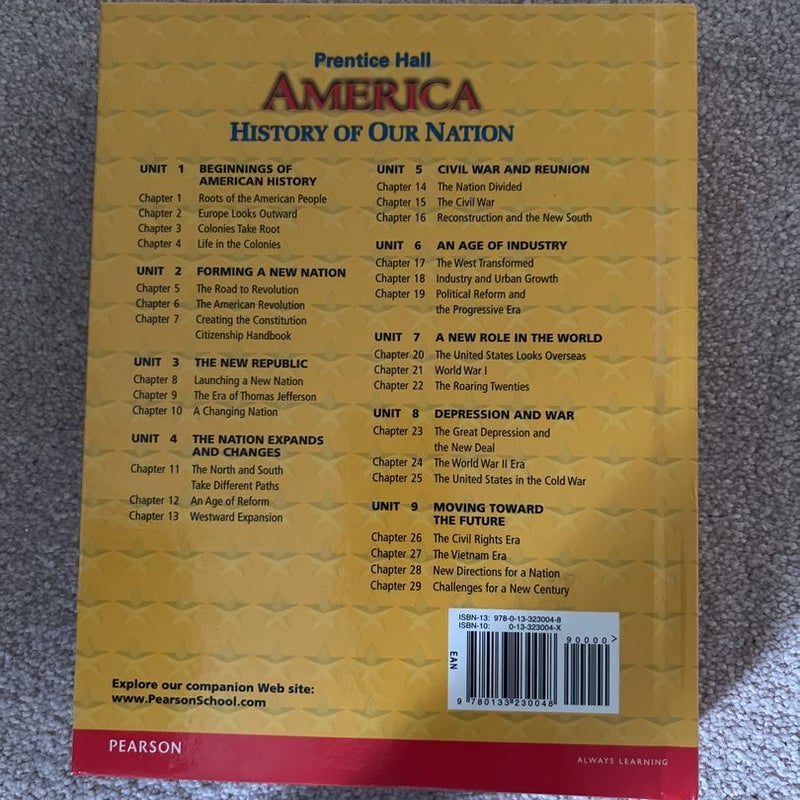 Prentice Hall
AMERICA
HISTORY OF OUR NATION
UNIT 1 BEGINNINGS OF
AMERICAN HISTORY
Chapter 1 Roots of the American People
Chapter 2 Europe Looks Outward
Chapter 3 Colonies Take Root
Chapter 4 Life in the Colonies
UNIT 2 FORMING A NEW NATION
Chapter 5 The Road to Revolution
Chapter 6 The American Revolution
Chapter 7 Creating the Constitution
Citizenship Handbook
UNIT 3 THE NEW REPUBLIC
Chapter 8 Launching a New Nation
Chapter 9 The Era of Thomas Jefferson
Chapter 10 A Changing Nation
UNIT 4 THE NATION EXPANDS
AND CHANGES
Chapter 11 The North and South
Take Different Paths
Chapter 12 An Age of Reform
Chapter 13 Westward Expansion
UNIT 5 CIVIL WAR AND REUNION
Chapter 14 The Nation Divided
Chapter 15 The Civil War
Chapter 16 Reconstruction and the New South
UNIT 6 AN AGE OF INDUSTRY
Chapter 17 The West Transformed
Chapter 18 Industry and Urban Growth
Chapter 19 Political Reform and
the Progressive Era
UNIT 7 A NEW ROLE IN THE WORLD
Chapter 20 The United States Looks Overseas
Chapter 21 World War I
Chapter 22 The Roaring Twenties
UNIT 8 DEPRESSION AND WAR
Chapter 23 The Great Depression and
the New Deal
Chapter 24 The World War II Era
Chapter 25 The United States in the Cold War
UNIT 9 MOVING TOWARD
THE FUTURE
Chapter 26 The Civil Rights Era
Chapter 27 The Vietnam Era
Chapter 28 New Directions for a Nation
Chapter 29 Challenges for a New Century
ISBN-13: 978-0-13-323004-8
ISBN-10: 0-13-323004-X
90000>
EAN
9 780133 230048
Explore our companion Web site:
www.PearsonSchool.com
PEARSON
ALWAYS LEARNING